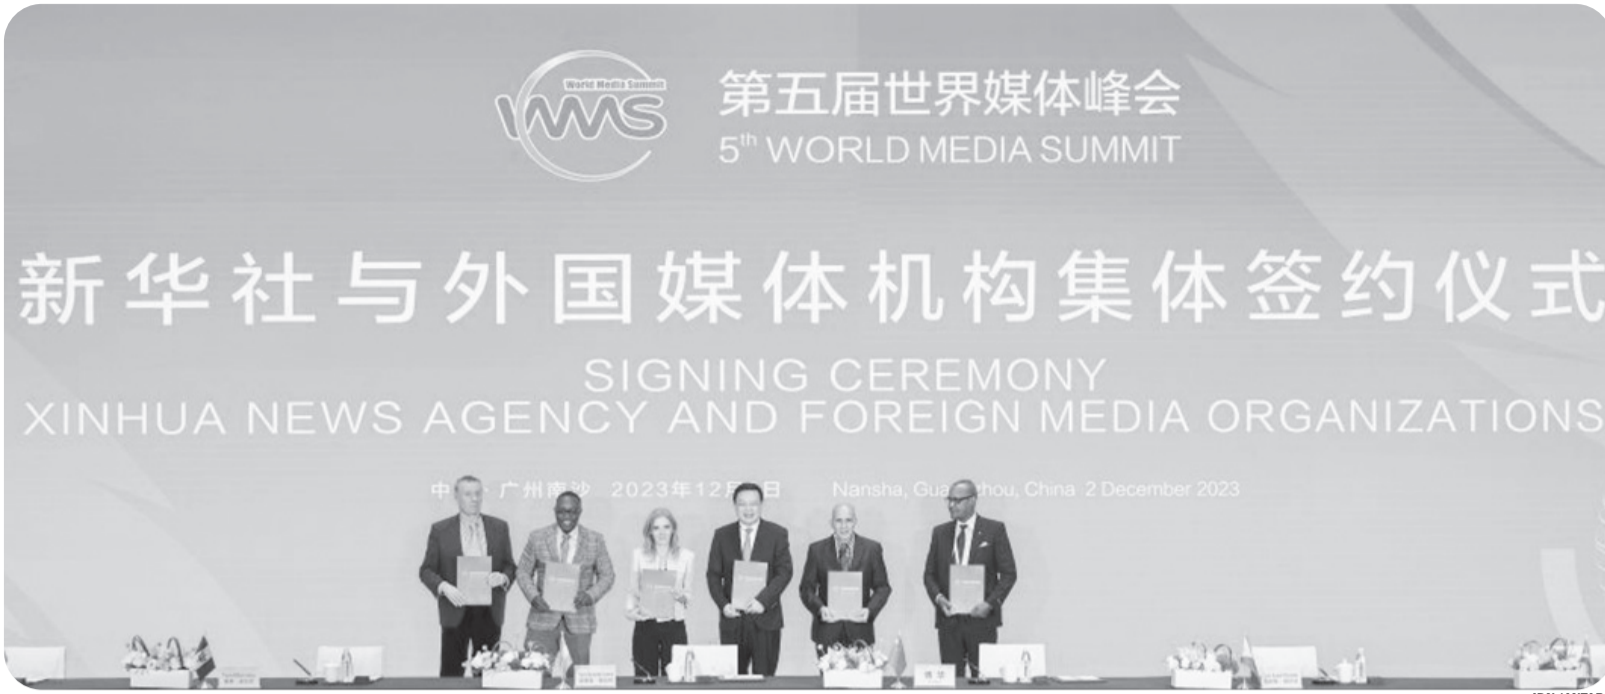 World Media Summit
WMS
第五届世界媒体峰会
5th WORLD MEDIA SUMMIT
新华社与外国媒体机构集体签约仪式
SIGNING CEREMONY
XINHUA NEWS AGENCY AND FOREIGN MEDIA ORGANIZATIONS
广州南沙 2023年12月 日 Nansha, China 2 December 2023